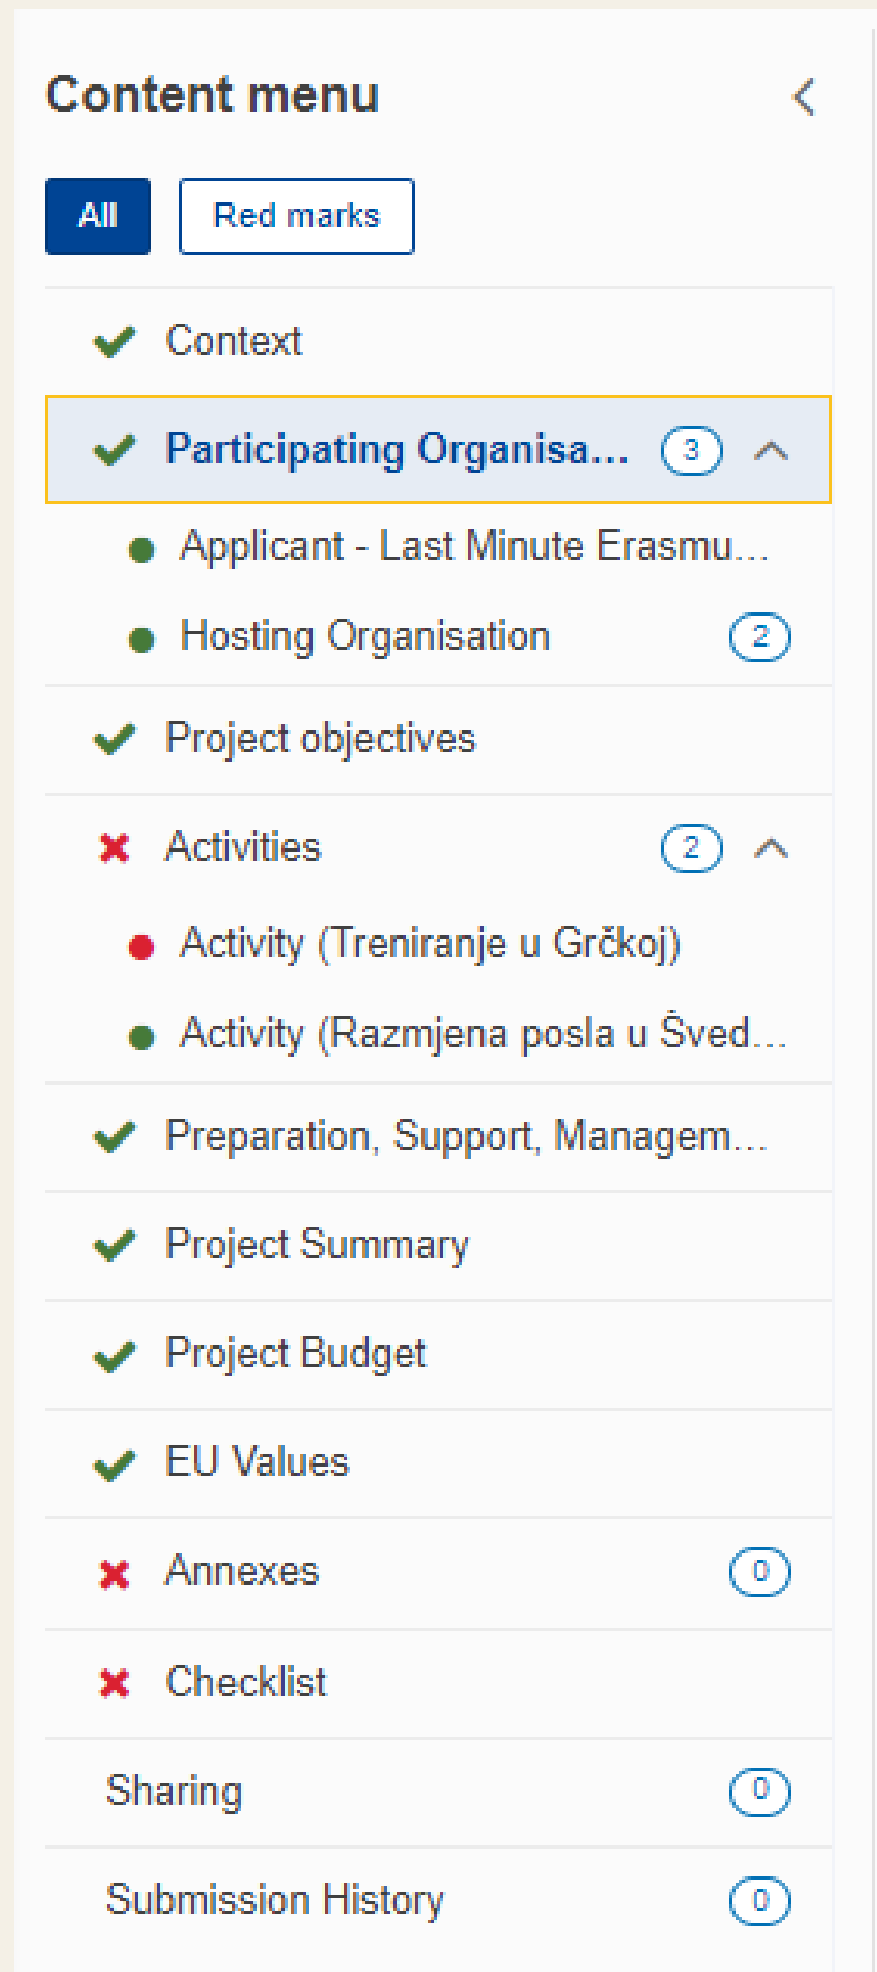 Content menu
All Red marks
Context
Participating Organisa... 3
Applicant - Last Minute Erasmu...
Hosting Organisation 2
Project objectives
Activities 2
Activity (Treniranje u Grčkoj)
Activity (Razmjena posla u Šved...
Preparation, Support, Managem...
Project Summary
Project Budget
EU Values
Annexes 0
Checklist
Sharing 0
Submission History 0